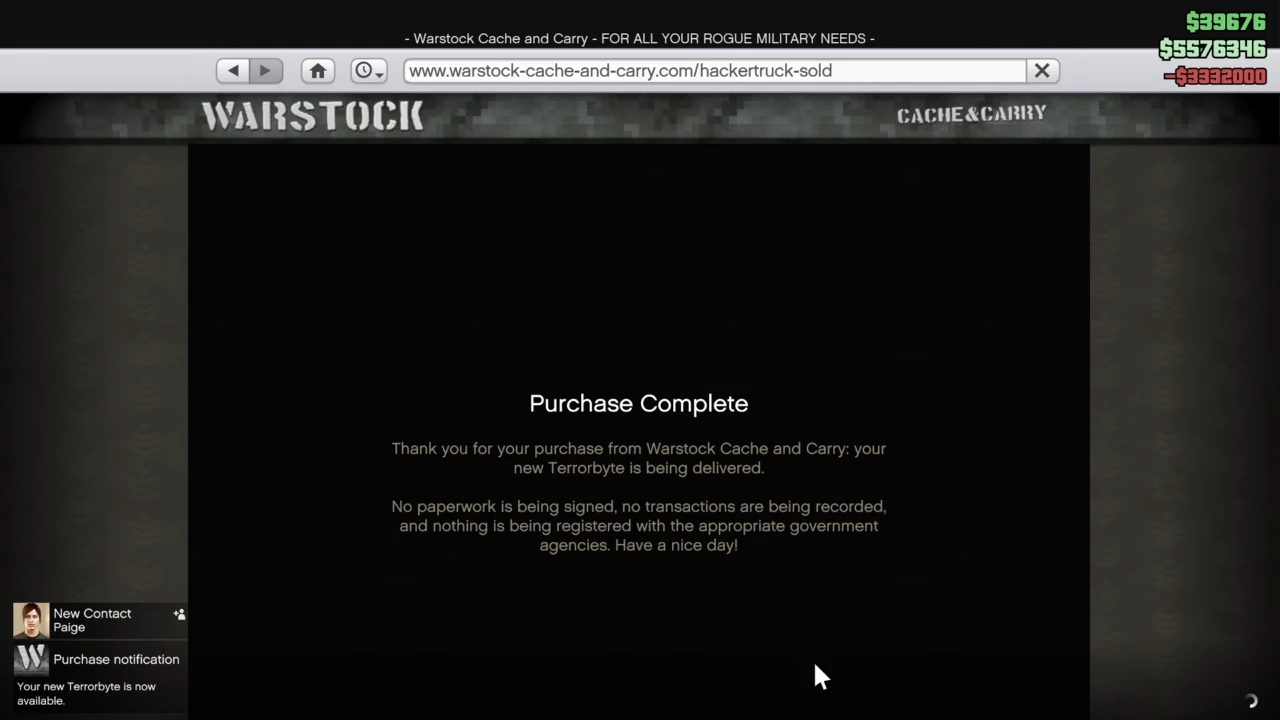 $39676
- Warstock Cache and Carry - FOR ALL YOUR ROGUE MILITARY NEEDS -
$5576346
www.warstock-cache-and-carry.com/hackertruck-sold
-$3332000
WARSTOCK
CACHE&CARRY
Purchase Complete
Thank you for your purchase from Warstock Cache and Carry: your
new Terrorbyte is being delivered.
No paperwork is being signed, no transactions are being recorded,
and nothing is being registered with the appropriate government
agencies. Have a nice day!
New Contact
Paige
W
Purchase notification
Your new Terrorbyte is now
available.